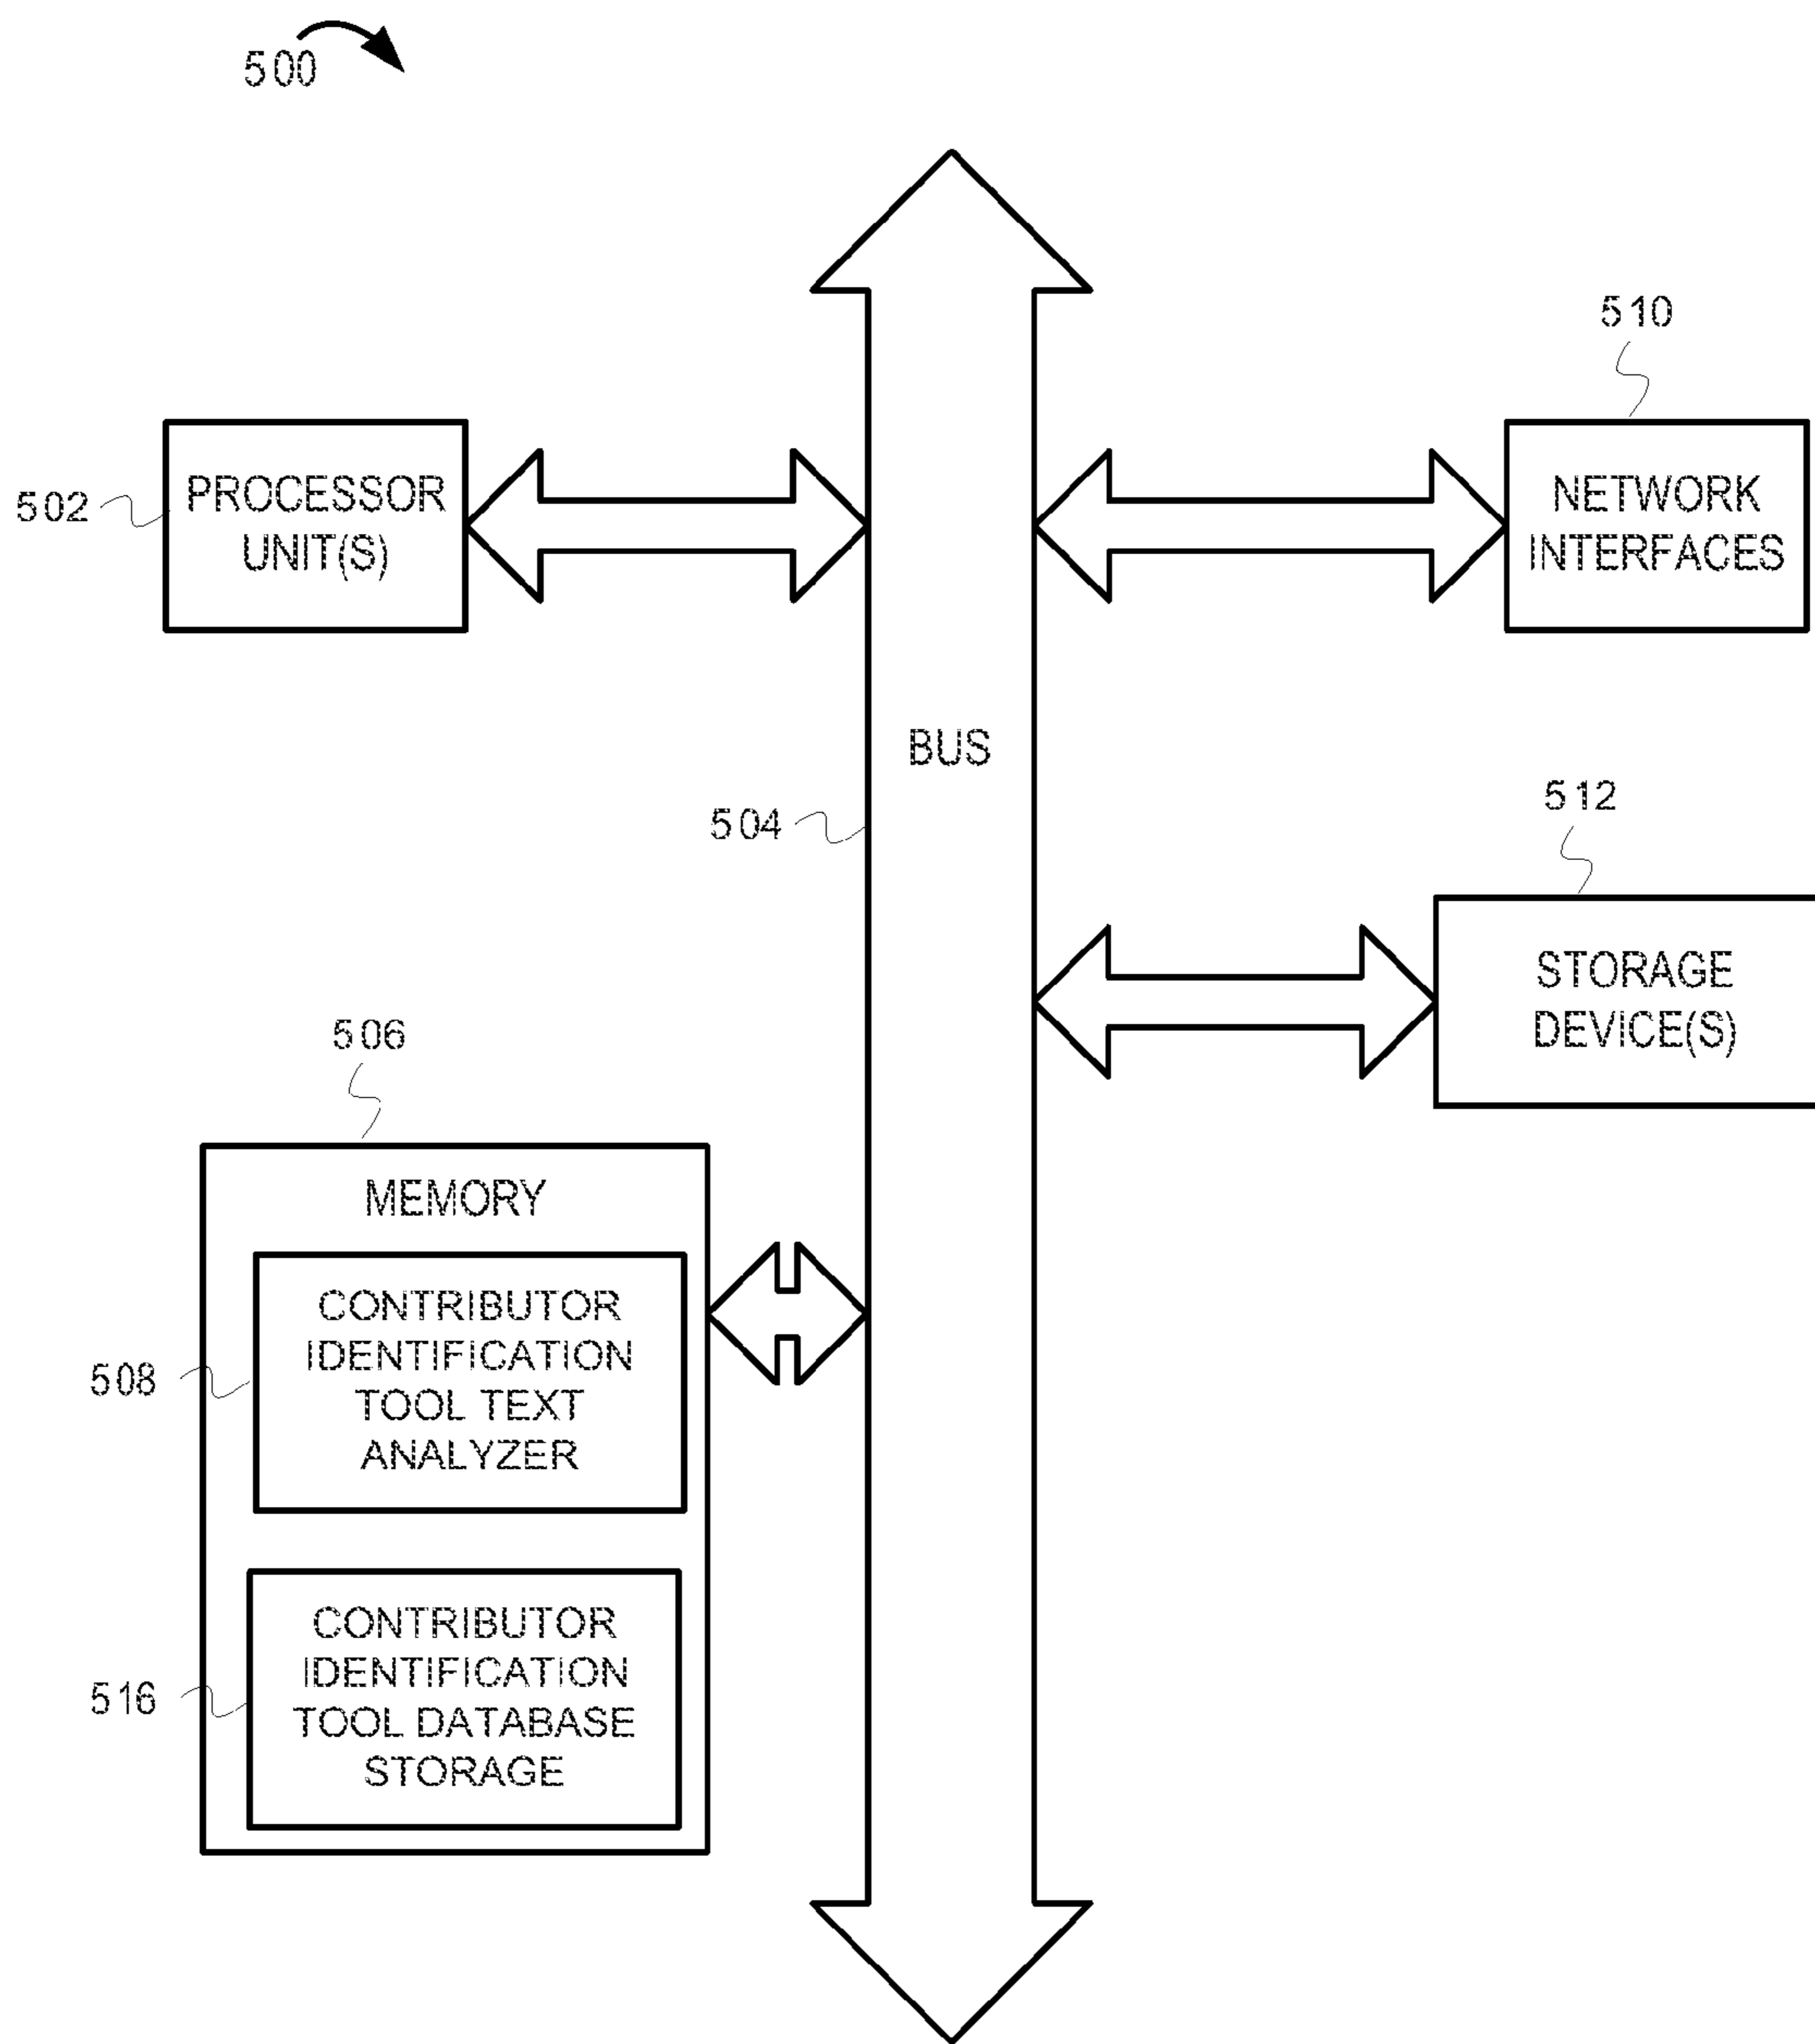 500
510
502
PROCESSOR
UNIT(S)
NETWORK
INTERFACES
BUS
504
512
STORAGE
DEVICE(S)
506
MEMORY
508
CONTRIBUTOR
IDENTIFICATION
TOOL TEXT
ANALYZER
516
CONTRIBUTOR
IDENTIFICATION
TOOL DATABASE
STORAGE